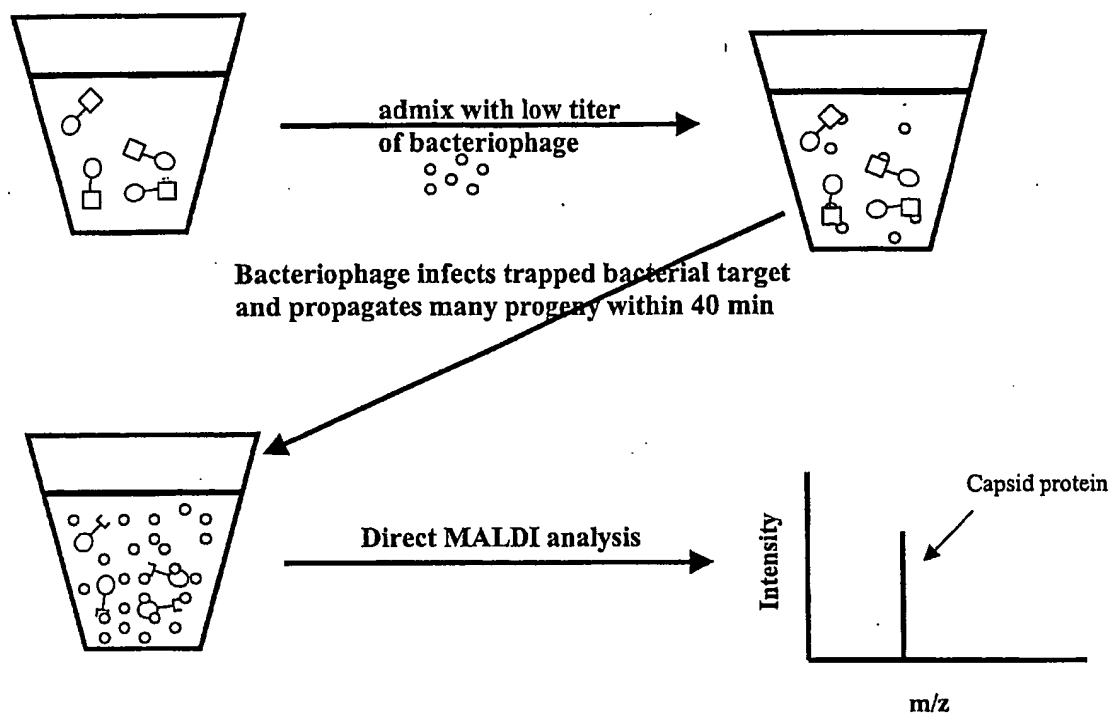 admix with low titer
of bacteriophage
Bacteriophage infects trapped bacterial target
and propagates many progeny within 40 min
Direct MALDI analysis
Capsid protein
Intensity
m/z